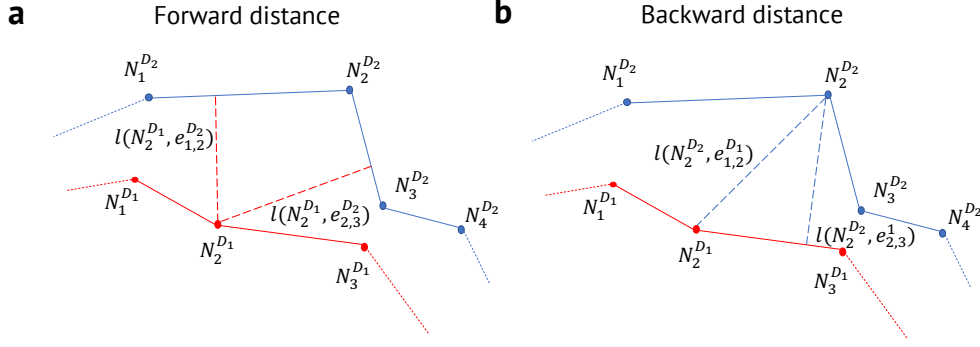 a Forward distance
N_1^{D_2}
N_2^{D_2}
l(N_2^{D_1}, e_{1,2}^{D_2})
N_1^{D_1}
N_3^{D_2}
l(N_2^{D_1}, e_{2,3}^{D_2})
N_4^{D_2}
N_2^{D_1}
N_3^{D_1}
b Backward distance
N_1^{D_2}
N_2^{D_2}
l(N_2^{D_2}, e_{1,2}^{D_1})
N_1^{D_1}
N_3^{D_2}
N_4^{D_2}
l(N_2^{D_2}, e_{2,3}^{1})
N_2^{D_1}
N_3^{D_1}